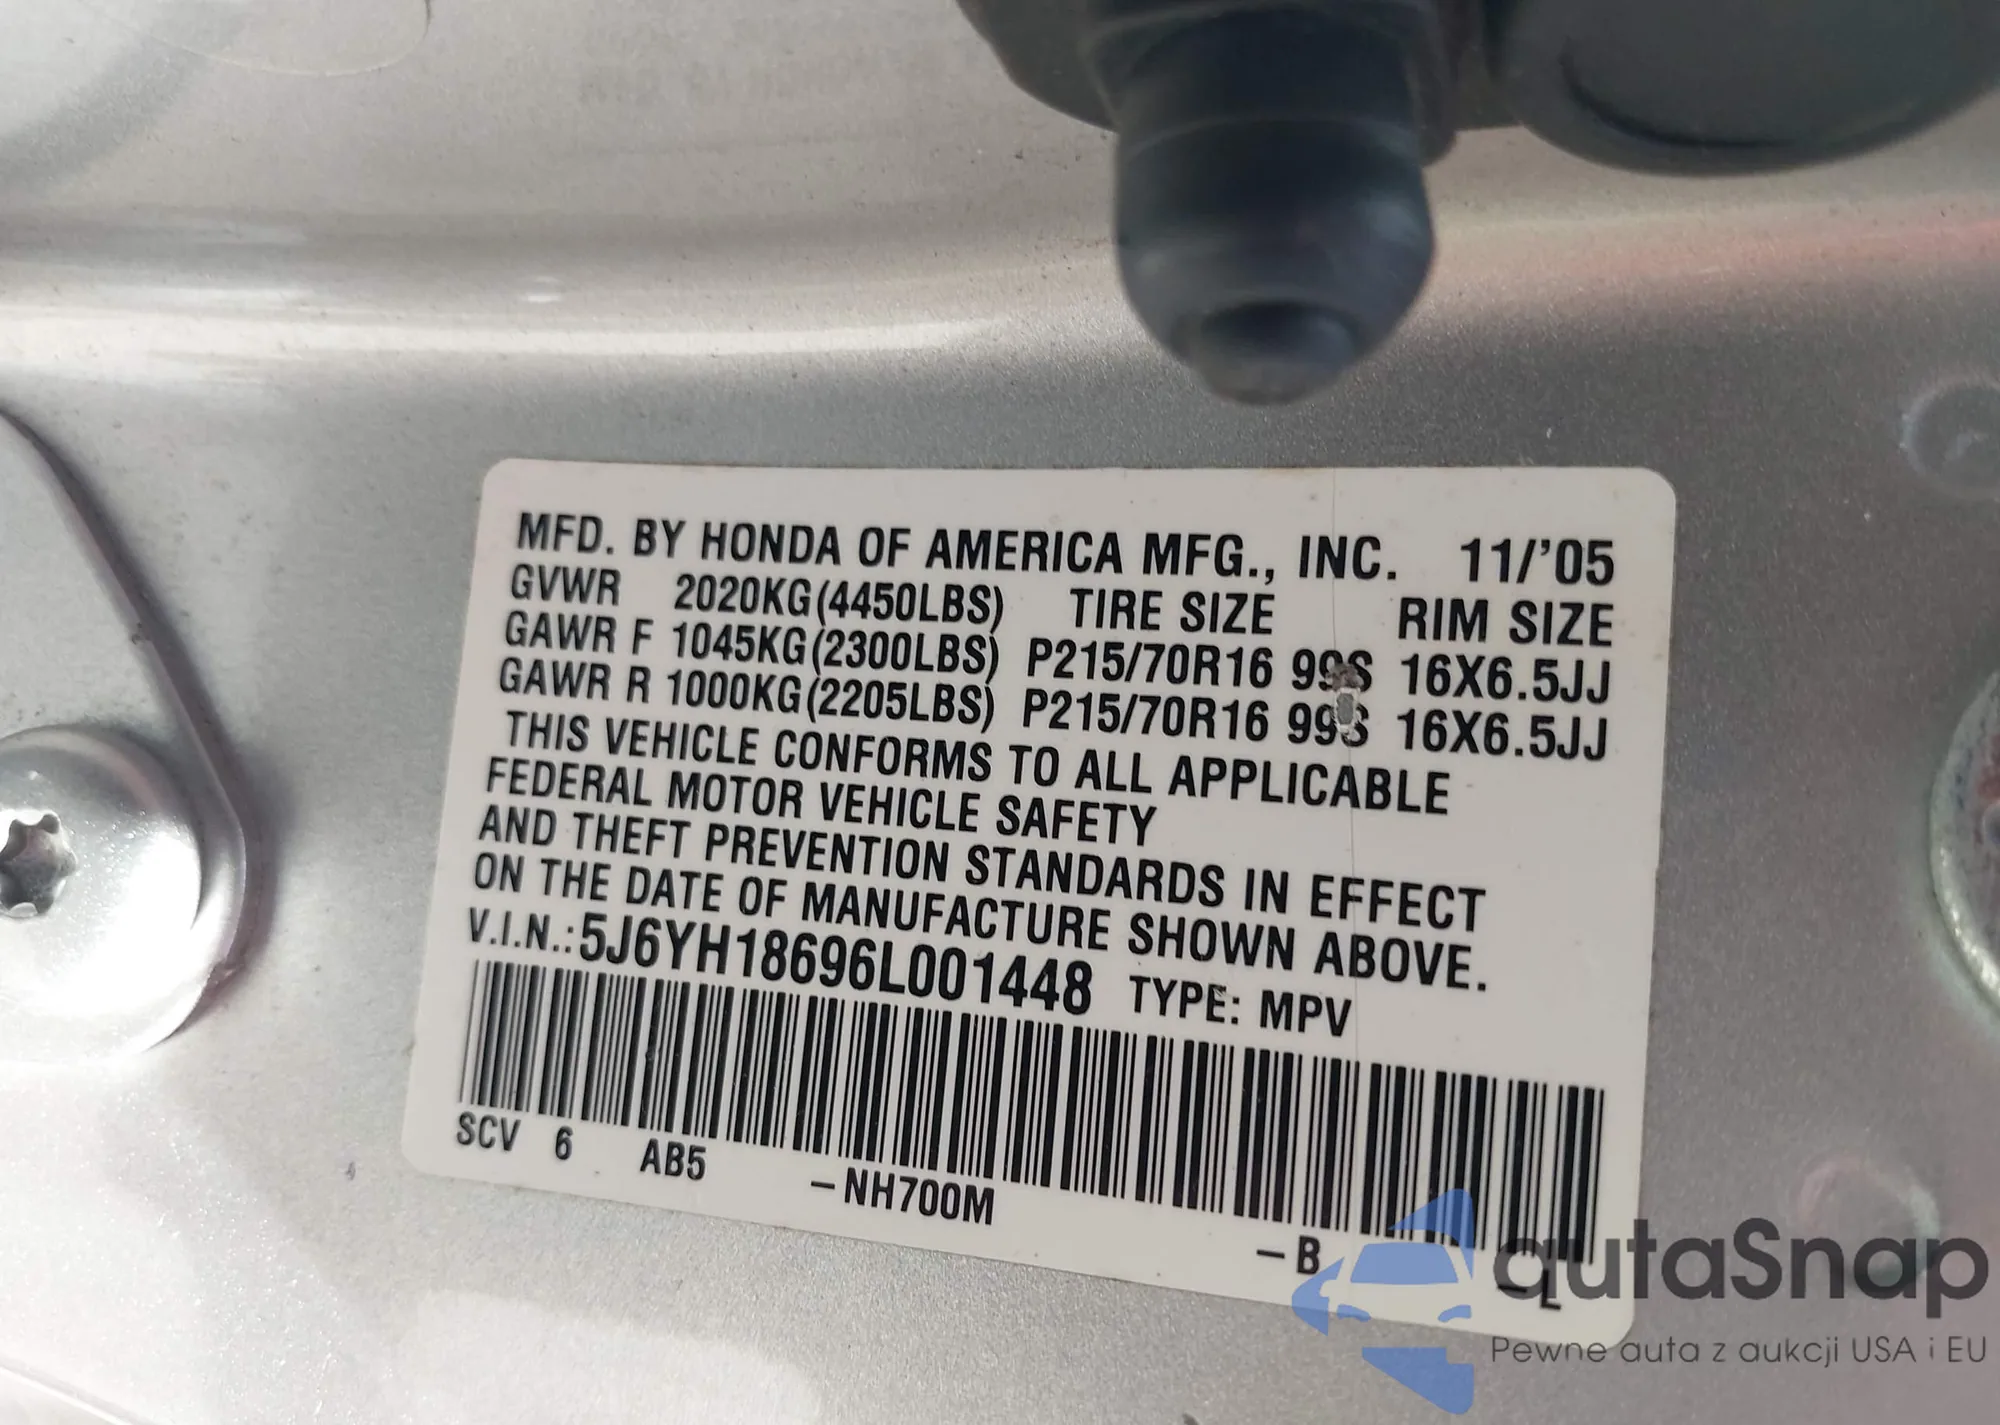 MFD. BY HONDA OF AMERICA MFG., INC. 11/'05
GVWR 2020KG(4450LBS) TIRE SIZE RIM SIZE
GAWR F 1045KG(2300LBS) P215/70R16 99S 16X6.5JJ
GAWR R 1000KG(2205LBS) P215/70R16 99S 16X6.5JJ
THIS VEHICLE CONFORMS TO ALL APPLICABLE
FEDERAL MOTOR VEHICLE SAFETY
AND THEFT PREVENTION STANDARDS IN EFFECT
ON THE DATE OF MANUFACTURE SHOWN ABOVE.
V.I.N.:5J6YH18696L001448 TYPE: MPV
SCV 6 AB5 -NH700M -B -L
autaSnap
Pewne auta z aukcji USA i EU